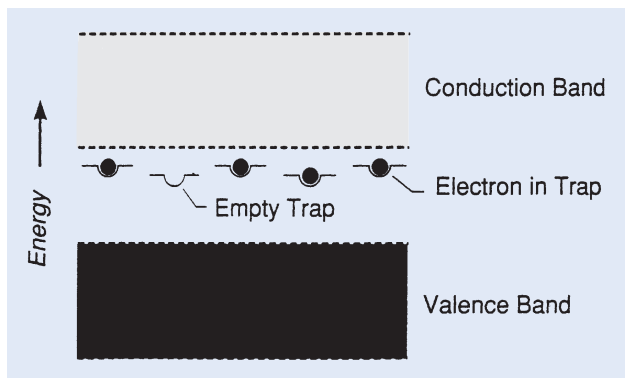 Conduction Band
Electron in Trap
Empty Trap
Energy
Valence Band